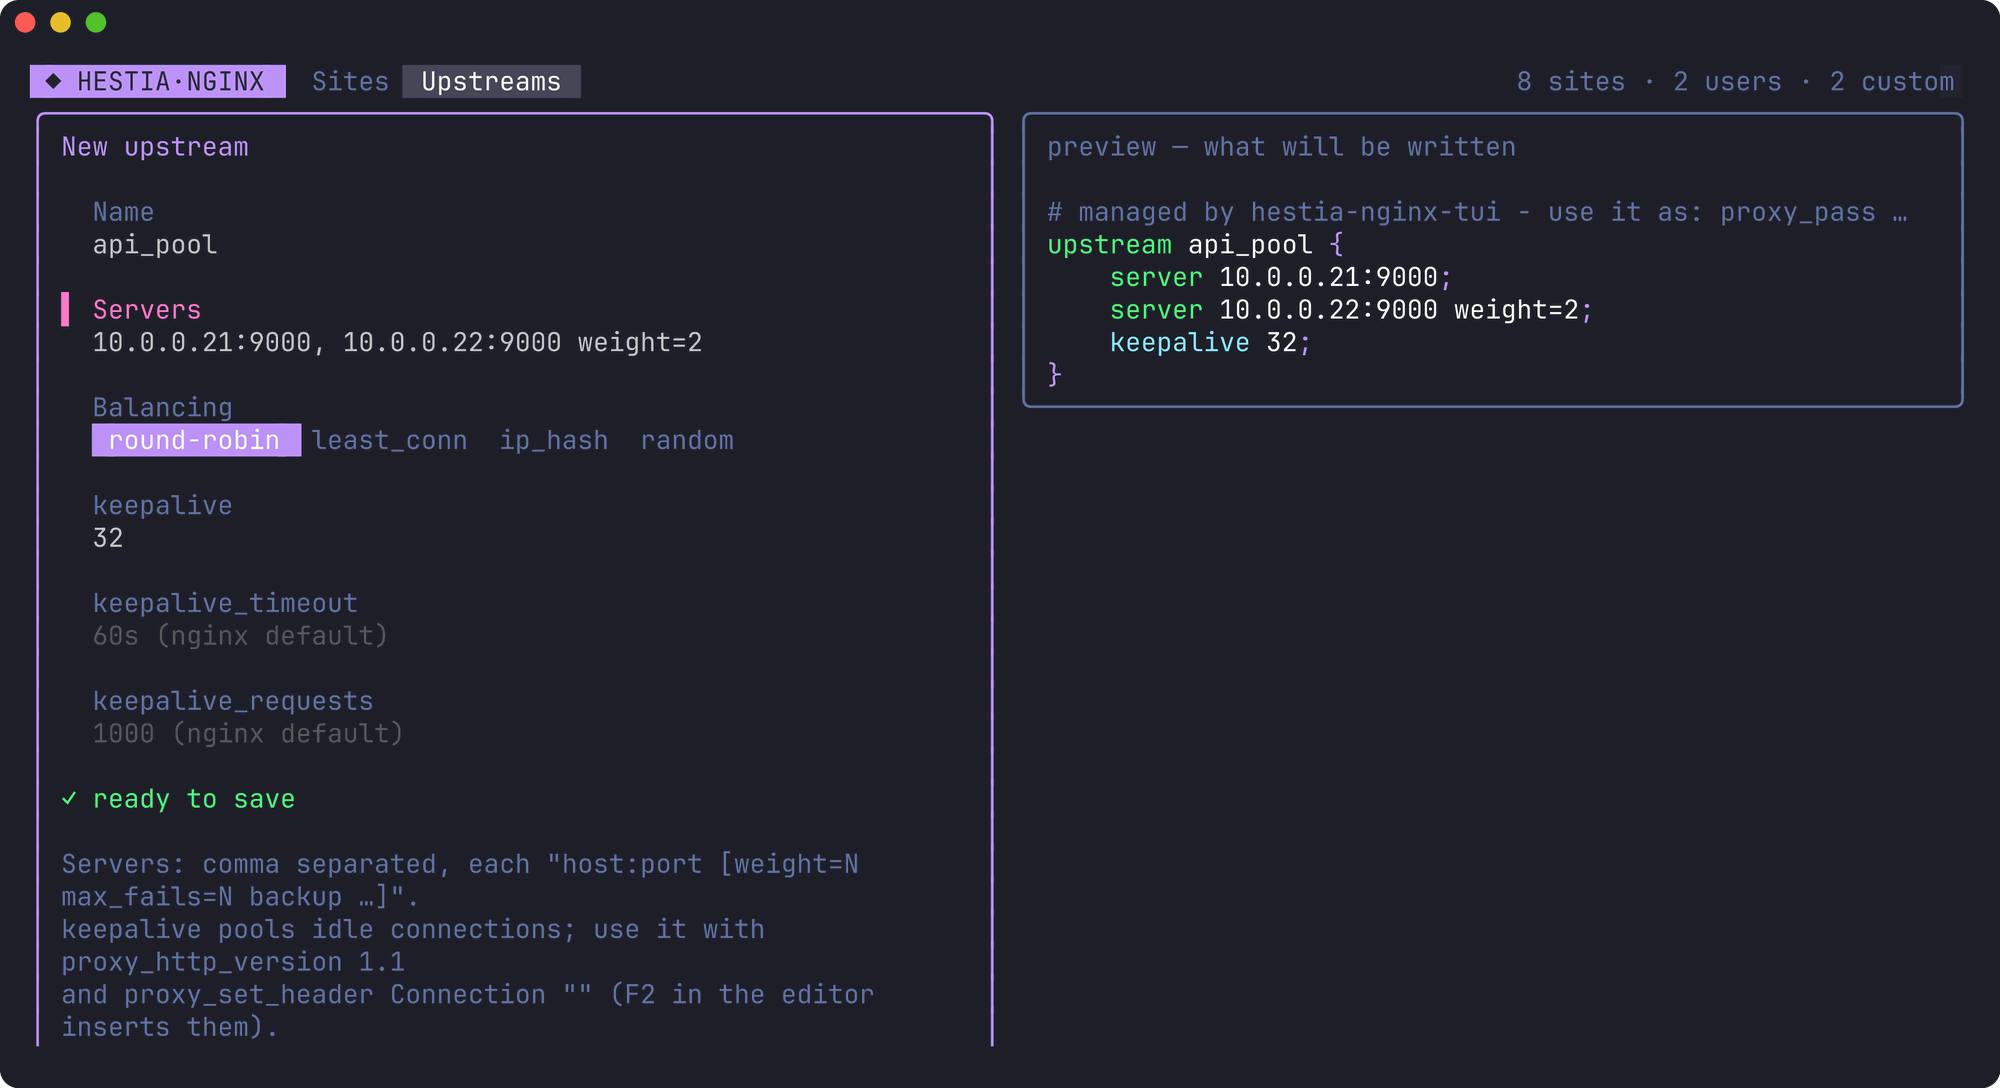 ◆ HESTIA·NGINX Sites Upstreams 8 sites · 2 users · 2 custom
New upstream
Name
api_pool
Servers
10.0.0.21:9000, 10.0.0.22:9000 weight=2
Balancing
round-robin least_conn ip_hash random
keepalive
32
keepalive_timeout
60s (nginx default)
keepalive_requests
1000 (nginx default)
✓ ready to save
Servers: comma separated, each "host:port [weight=N
max_fails=N backup …]".
keepalive pools idle connections; use it with
proxy_http_version 1.1
and proxy_set_header Connection "" (F2 in the editor
inserts them).
preview — what will be written
# managed by hestia-nginx-tui - use it as: proxy_pass …
upstream api_pool {
    server 10.0.0.21:9000;
    server 10.0.0.22:9000 weight=2;
    keepalive 32;
}